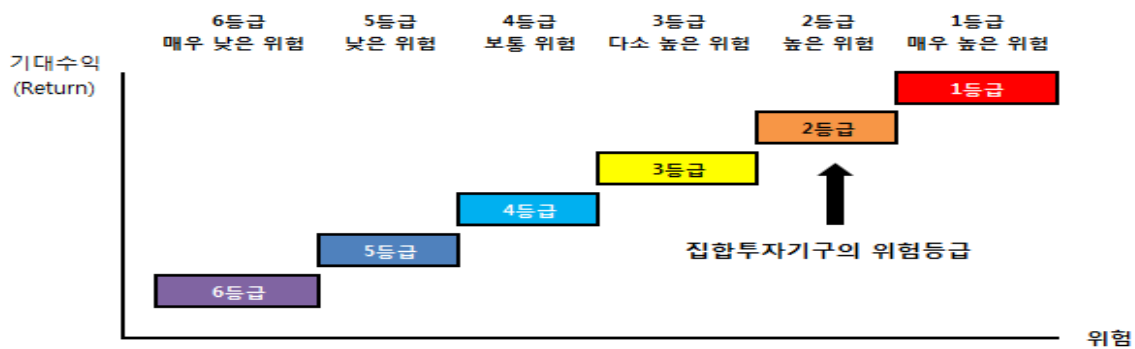 6등급 5등급 4등급 3등급 2등급 1등급
매우 낮은 위험 낮은 위험 보통 위험 다소 높은 위험 높은 위험 매우 높은 위험
기대수익
(Return)
1등급
2등급
3등급
4등급
5등급
집합투자기구의 위험등급
6등급
위험